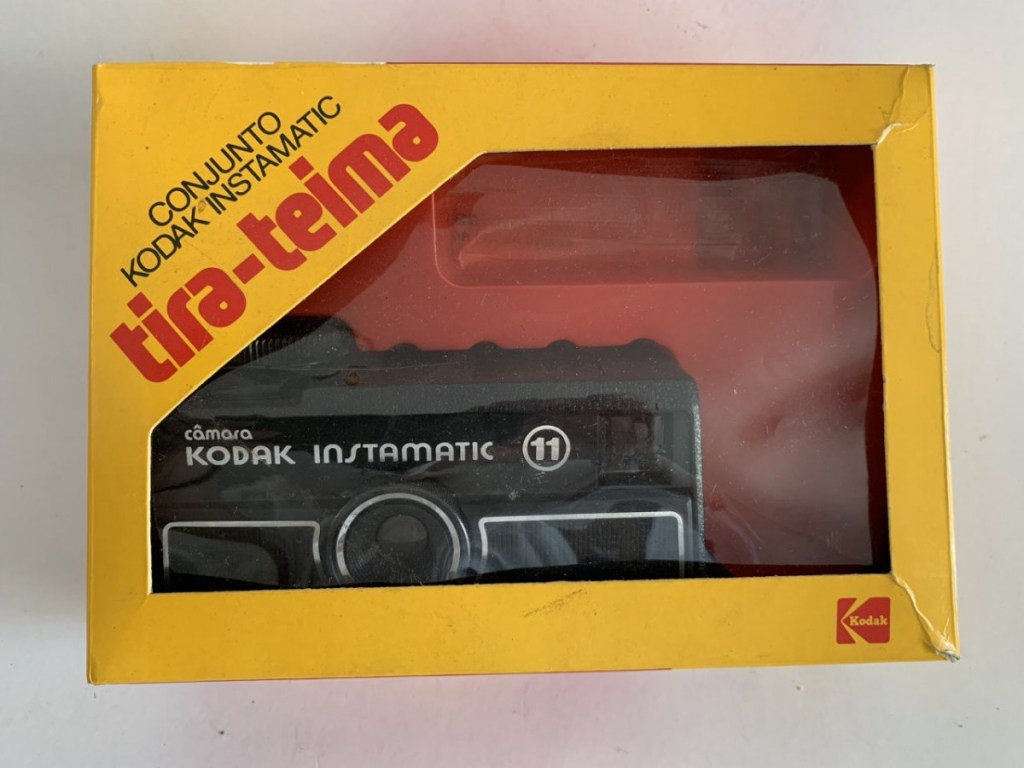 CONJUNTO
KODAK INSTAMATIC
tira-teima
câmara
KODAK INSTAMATIC 11
Kodak